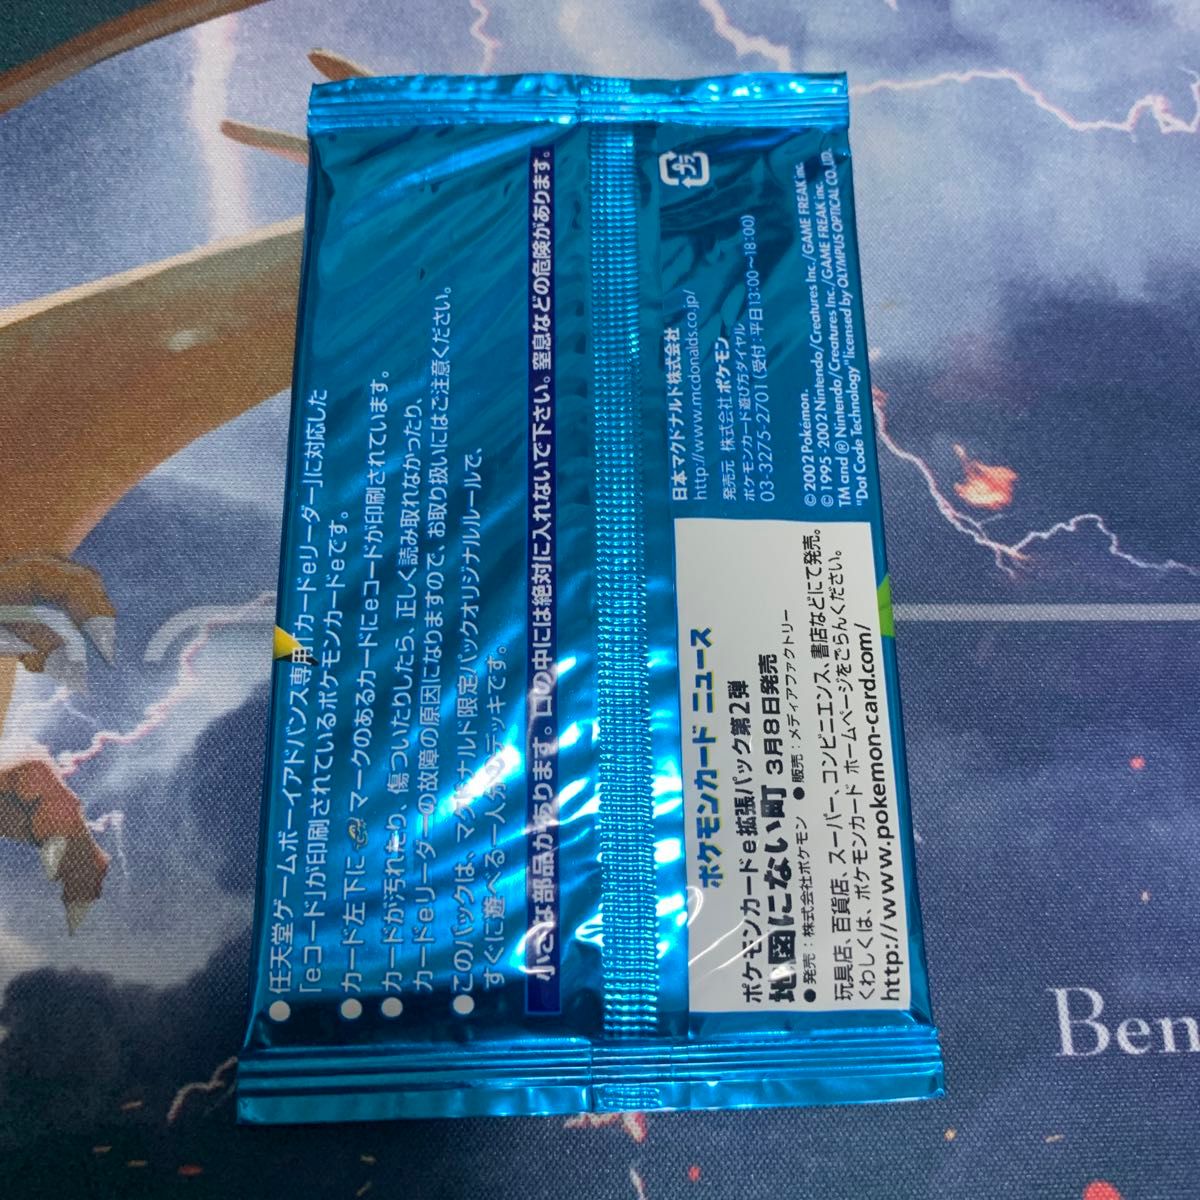 ●任天堂ゲームボーイアドバンス専用「カードeリーダー」に対応した
「eコード」が印刷されているポケモンカードeです。
●カード左下に マークのあるカードにeコードが印刷されています。
●カードが汚れたり、傷ついたりしたら、正しく読み取れなかったり、
カードeリーダーの故障の原因になりますので、お取り扱いにはご注意ください。
●このパックは、マクドナルド限定パックオリジナルルールで、
すぐに遊べる一人分のデッキです。
小さな部品があります。口の中には絶対に入れないで下さい。窒息などの危険があります。
ポケモンカード ニュース
ポケモンカードe拡張パック第2弾
地図にない町 3月8日発売
●発売:株式会社ポケモン ●販売:メディアファクトリー
玩具店、百貨店、スーパー、コンビニエンス、書店などにて発売。
くわしくは、ポケモンカード ホームページをごらんください。
http://www.pokemon-card.com/
日本マクドナルド株式会社
http://www.mcdonalds.co.jp/
発売元 株式会社 ポケモン
ポケモンカード遊び方ダイヤル
03-3275-2701(受付:平日13:00～18:00)
プラ
©2002 Pokémon.
©1995-2002 Nintendo/Creatures Inc./GAME FREAK inc.
TM and ® Nintendo/Creatures Inc./GAME FREAK inc.
"Dot Code Technology" licensed by OLYMPUS OPTICAL CO.,LTD.
Ben